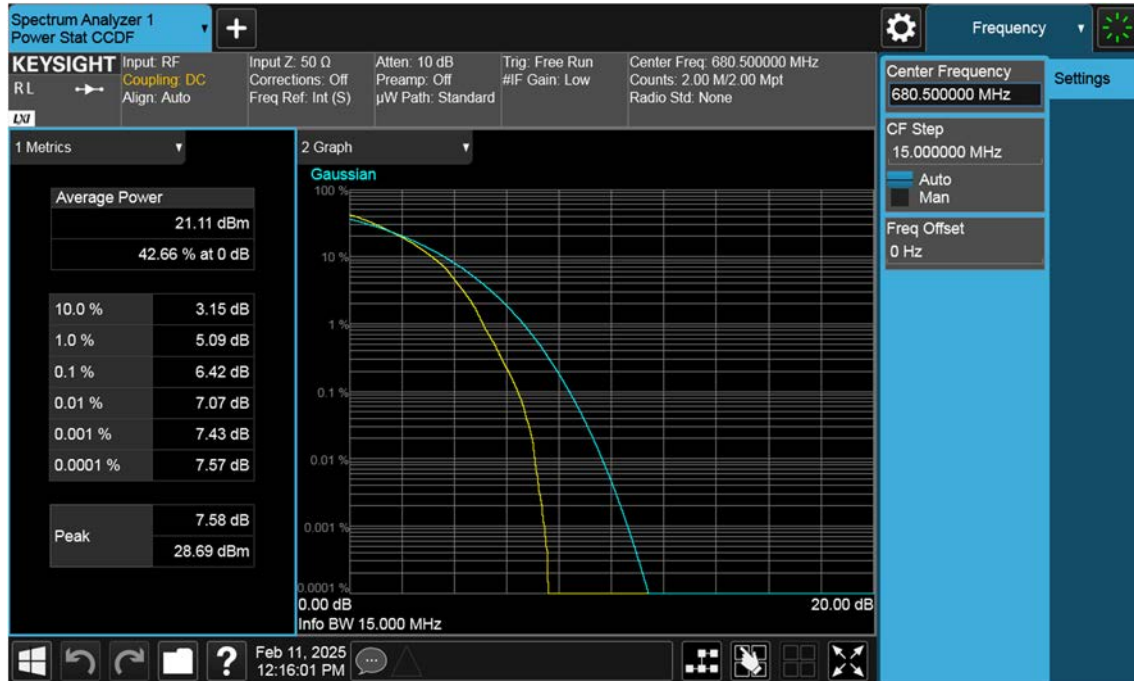 Spectrum Analyzer 1
Power Stat CCDF
+
Frequency
KEYSIGHT
R L
LXI
Input: RF
Coupling: DC
Align: Auto
Input Z: 50 Ω
Corrections: Off
Freq Ref: Int (S)
Atten: 10 dB
Preamp: Off
µW Path: Standard
Trig: Free Run
#IF Gain: Low
Center Freq: 680.500000 MHz
Counts: 2.00 M/2.00 Mpt
Radio Std: None
Center Frequency
680.500000 MHz
Settings
CF Step
15.000000 MHz
Auto
Man
Freq Offset
0 Hz
1 Metrics
Average Power
21.11 dBm
42.66 % at 0 dB
10.0 % 3.15 dB
1.0 % 5.09 dB
0.1 % 6.42 dB
0.01 % 7.07 dB
0.001 % 7.43 dB
0.0001 % 7.57 dB
Peak
7.58 dB
28.69 dBm
2 Graph
Gaussian
100 %
10 %
1 %
0.1 %
0.01 %
0.001 %
0.0001 %
0.00 dB 20.00 dB
Info BW 15.000 MHz
?
Feb 11, 2025
12:16:01 PM